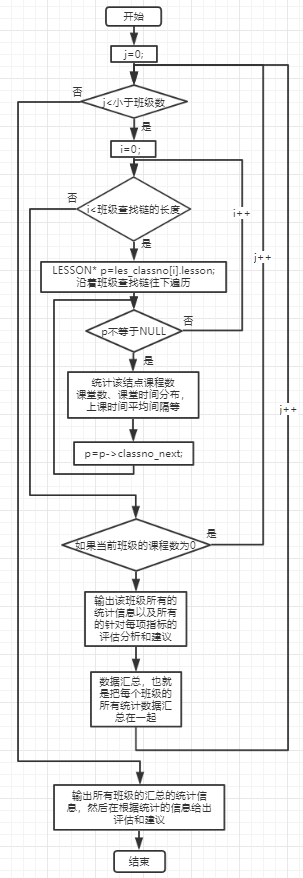 开始
j=0;
否
j<小于班级数
是
i=0;
否
i<班级查找链的长度
i++
是
j++
LESSON* p=les_classno[i].lesson;
沿着班级查找链往下遍历
否
p不等于NULL
是
统计该结点课程数
课堂数、课堂时间分布，
上课时间平均间隔等
j++
p=p->classno_next;
是
如果当前班级的课程数为0
输出该班级所有的
统计信息以及所有
的针对每项指标的
评估分析和建议
数据汇总，也就
是把每个班级的
所有统计数据汇
总在一起
输出所有班级的汇总的统计信
息，然后在根据统计的信息给出
评估和建议
结束